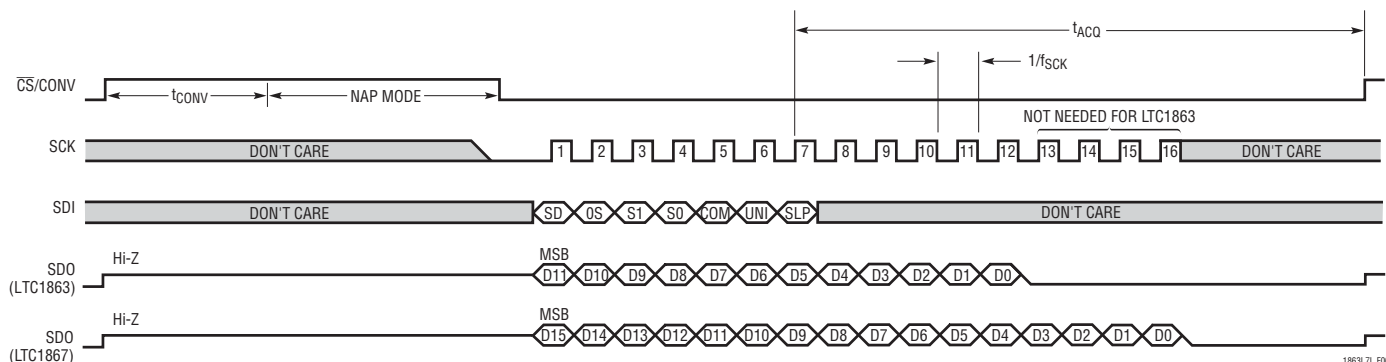 tACQ
1/fSCK
CS/CONV
tCONV
NAP MODE
NOT NEEDED FOR LTC1863
SCK
DON'T CARE
1 2 3 4 5 6 7 8 9 10 11 12 13 14 15 16
DON'T CARE
SDI
DON'T CARE
SD 0S S1 S0 COM UNI SLP
DON'T CARE
SDO
(LTC1863)
Hi-Z
MSB
D11 D10 D9 D8 D7 D6 D5 D4 D3 D2 D1 D0
SDO
(LTC1867)
Hi-Z
MSB
D15 D14 D13 D12 D11 D10 D9 D8 D7 D6 D5 D4 D3 D2 D1 D0